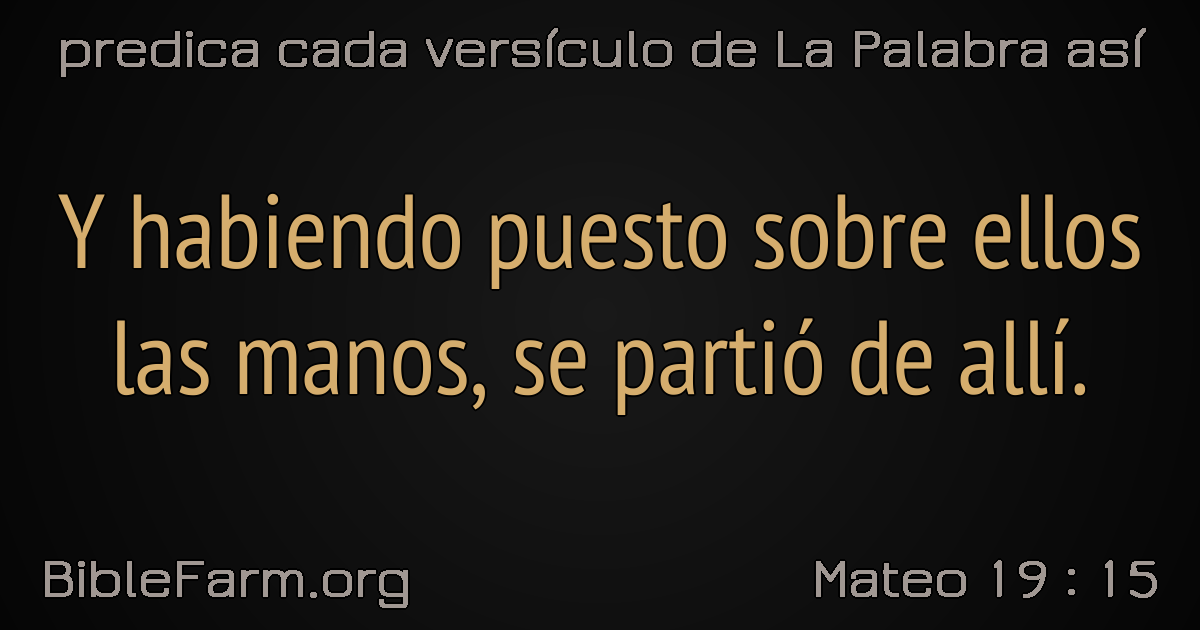 predica cada versículo de La Palabra así
Y habiendo puesto sobre ellos
las manos, se partió de allí.
BibleFarm.org
Mateo 19 : 15